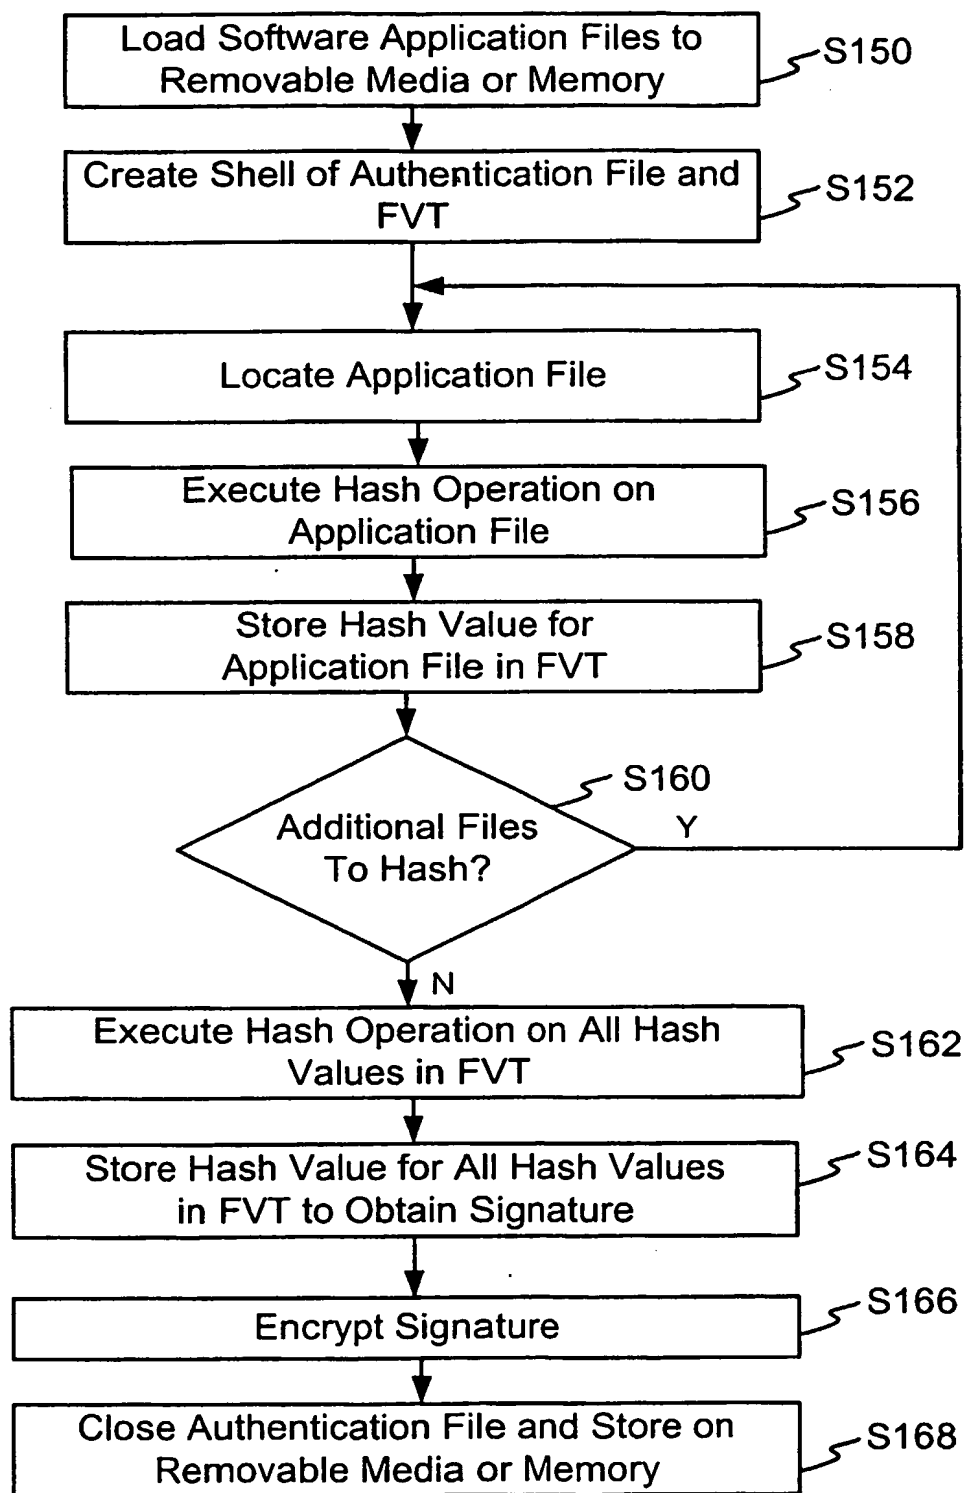 Load Software Application Files to
Removable Media or Memory
S150
Create Shell of Authentication File and
FVT
S152
Locate Application File
S154
Execute Hash Operation on
Application File
S156
Store Hash Value for
Application File in FVT
S158
S160
Additional Files
To Hash?
Y
N
Execute Hash Operation on All Hash
Values in FVT
S162
Store Hash Value for All Hash Values
in FVT to Obtain Signature
S164
Encrypt Signature
S166
Close Authentication File and Store on
Removable Media or Memory
S168